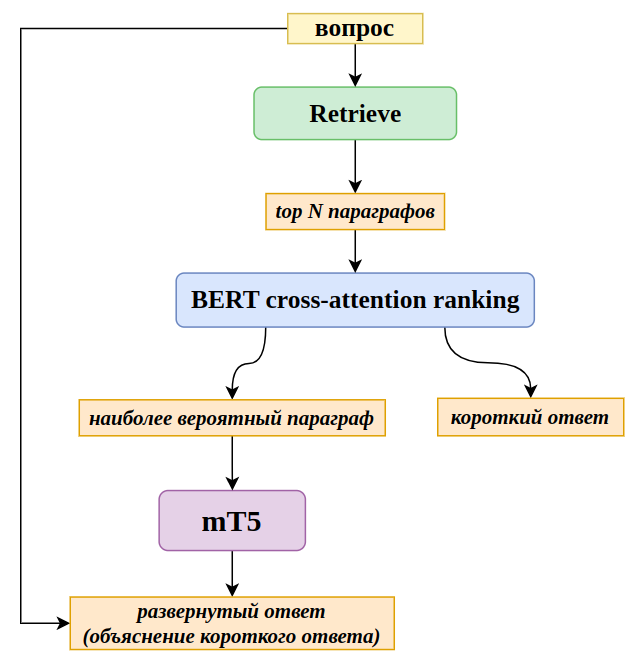 вопрос
Retrieve
top N параграфов
BERT cross-attention ranking
наиболее вероятный параграф
короткий ответ
mT5
развернутый ответ
(объяснение короткого ответа)